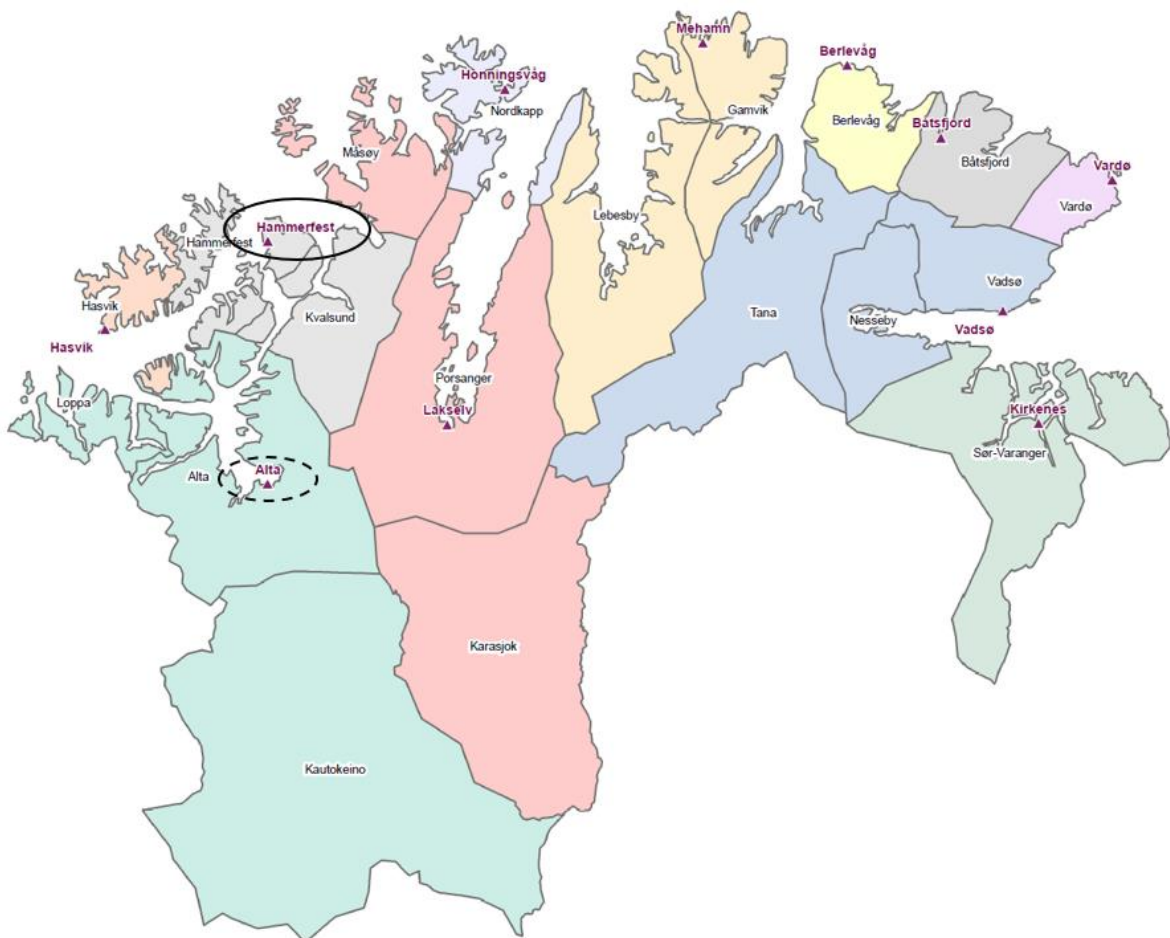 Mehamn
Berlevåg
Honningsvåg
Nordkapp
Gamvik
Berlevåg
Båtsfjord
Måsøy
Båtsfjord
Vardø
Vardø
Hammerfest
Hammerfest
Lebesby
Hasvik
Kvalsund
Tana
Nesseby
Vadsø
Vadsø
Hasvik
Porsanger
Loppa
Lakselv
Kirkenes
Sør-Varanger
Alta
Alta
Karasjok
Kautokeino